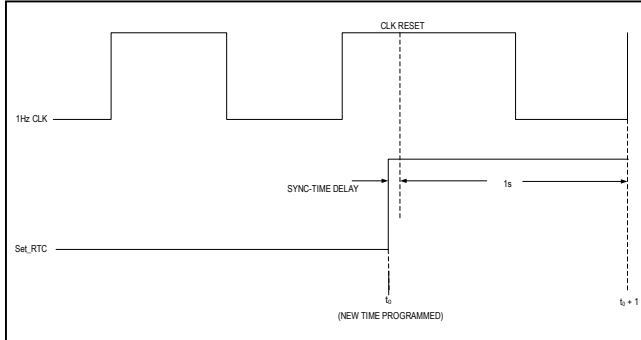 CLK RESET
1Hz CLK
SYNC-TIME DELAY
1s
Set_RTC
t₀
t₀ + 1
(NEW TIME PROGRAMMED)